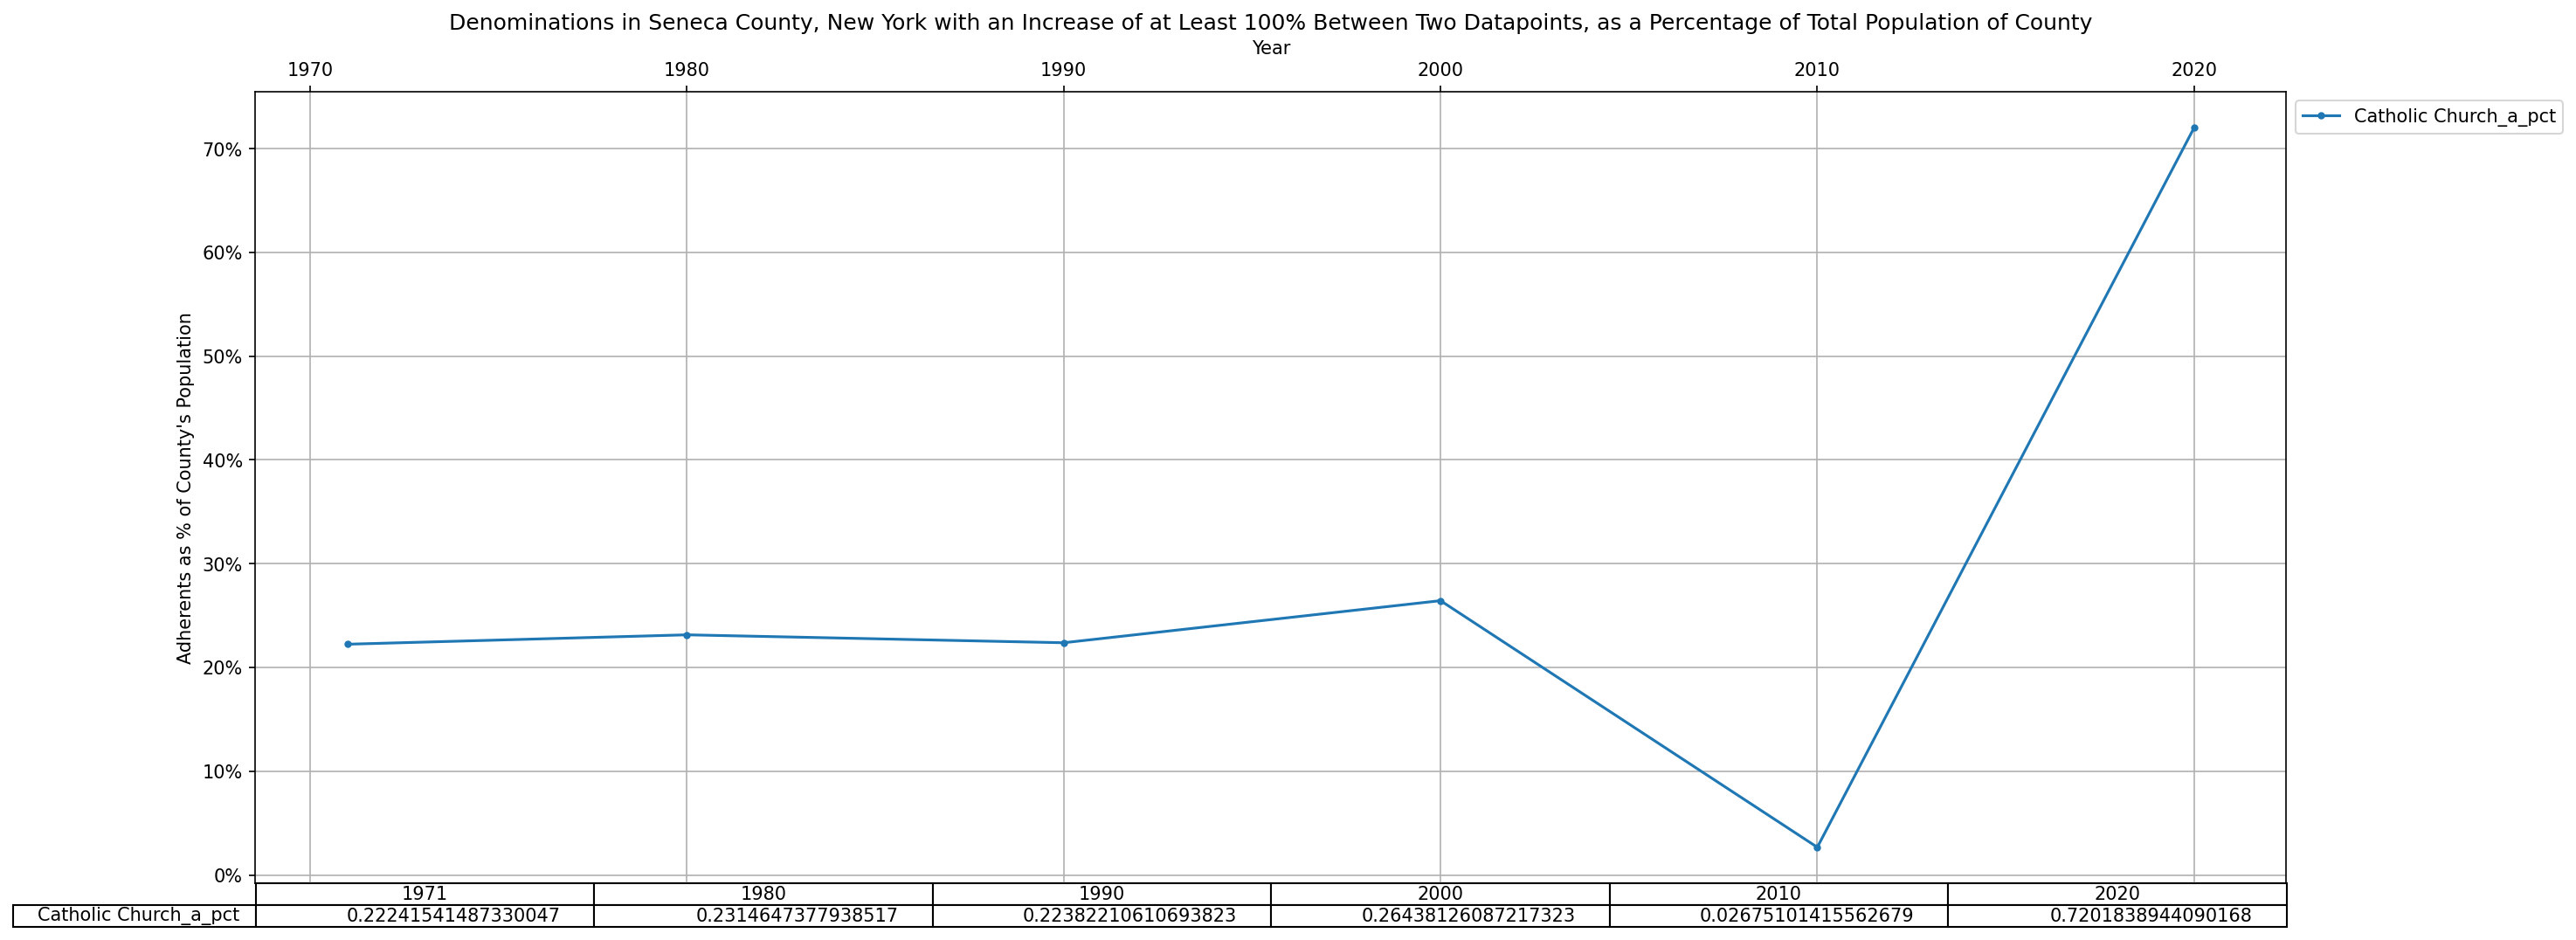 Denominations in Seneca County, New York with an Increase of at Least 100% Between Two Datapoints, as a Percentage of Total Population of County
Year
1970 1980 1990 2000 2010 2020
Catholic Church_a_pct
Adherents as % of County's Population
70%
60%
50%
40%
30%
20%
10%
0%
1971 1980 1990 2000 2010 2020
Catholic Church_a_pct 0.22241541487330047 0.2314647377938517 0.22382210610693823 0.26438126087217323 0.02675101415562679 0.7201838944090168